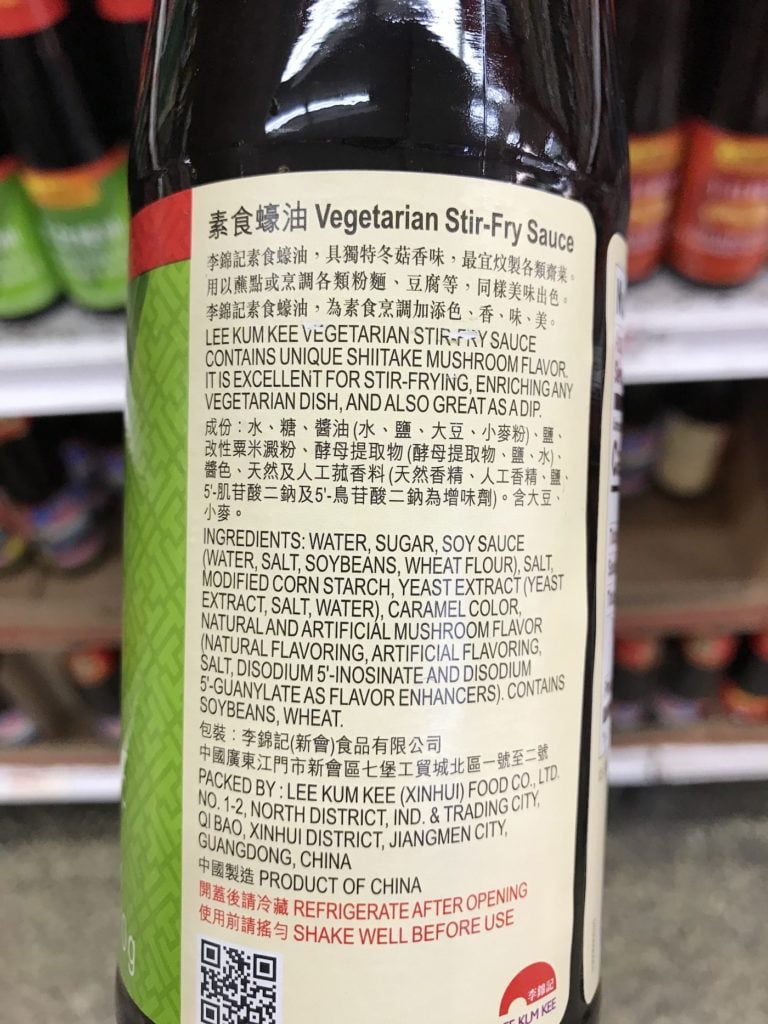 素食蠔油 Vegetarian Stir-Fry Sauce
李錦記素食蠔油，具獨特冬菇香味，最宜炆製各類齋菜。
用以蘸點或烹調各類粉麵、豆腐等，同樣美味出色。
李錦記素食蠔油，為素食烹調加添色、香、味、美。
LEE KUM KEE VEGETARIAN STIR-FRY SAUCE
CONTAINS UNIQUE SHIITAKE MUSHROOM FLAVOR.
IT IS EXCELLENT FOR STIR-FRYING, ENRICHING ANY
VEGETARIAN DISH, AND ALSO GREAT AS A DIP.
成份：水、糖、醬油 (水、鹽、大豆、小麥粉)、鹽、
改性粟米澱粉、酵母提取物 (酵母提取物、鹽、水)、
醬色、天然及人工菰香料 (天然香精、人工香精、鹽、
5'-肌苷酸二鈉及5'-鳥苷酸二鈉為增味劑)。含大豆、
小麥。
INGREDIENTS: WATER, SUGAR, SOY SAUCE
(WATER, SALT, SOYBEANS, WHEAT FLOUR), SALT,
MODIFIED CORN STARCH, YEAST EXTRACT (YEAST
EXTRACT, SALT, WATER), CARAMEL COLOR,
NATURAL AND ARTIFICIAL MUSHROOM FLAVOR
(NATURAL FLAVORING, ARTIFICIAL FLAVORING,
SALT, DISODIUM 5'-INOSINATE AND DISODIUM
5'-GUANYLATE AS FLAVOR ENHANCERS). CONTAINS
SOYBEANS, WHEAT.
包裝：李錦記(新會)食品有限公司
中國廣東江門市新會區七堡工貿城北區一號至二號
PACKED BY : LEE KUM KEE (XINHUI) FOOD CO., LTD.
NO. 1-2, NORTH DISTRICT, IND. & TRADING CITY,
QI BAO, XINHUI DISTRICT, JIANGMEN CITY,
GUANGDONG, CHINA
中國製造 PRODUCT OF CHINA
開蓋後請冷藏 REFRIGERATE AFTER OPENING
使用前請搖勻 SHAKE WELL BEFORE USE
李錦記
LEE KUM KEE